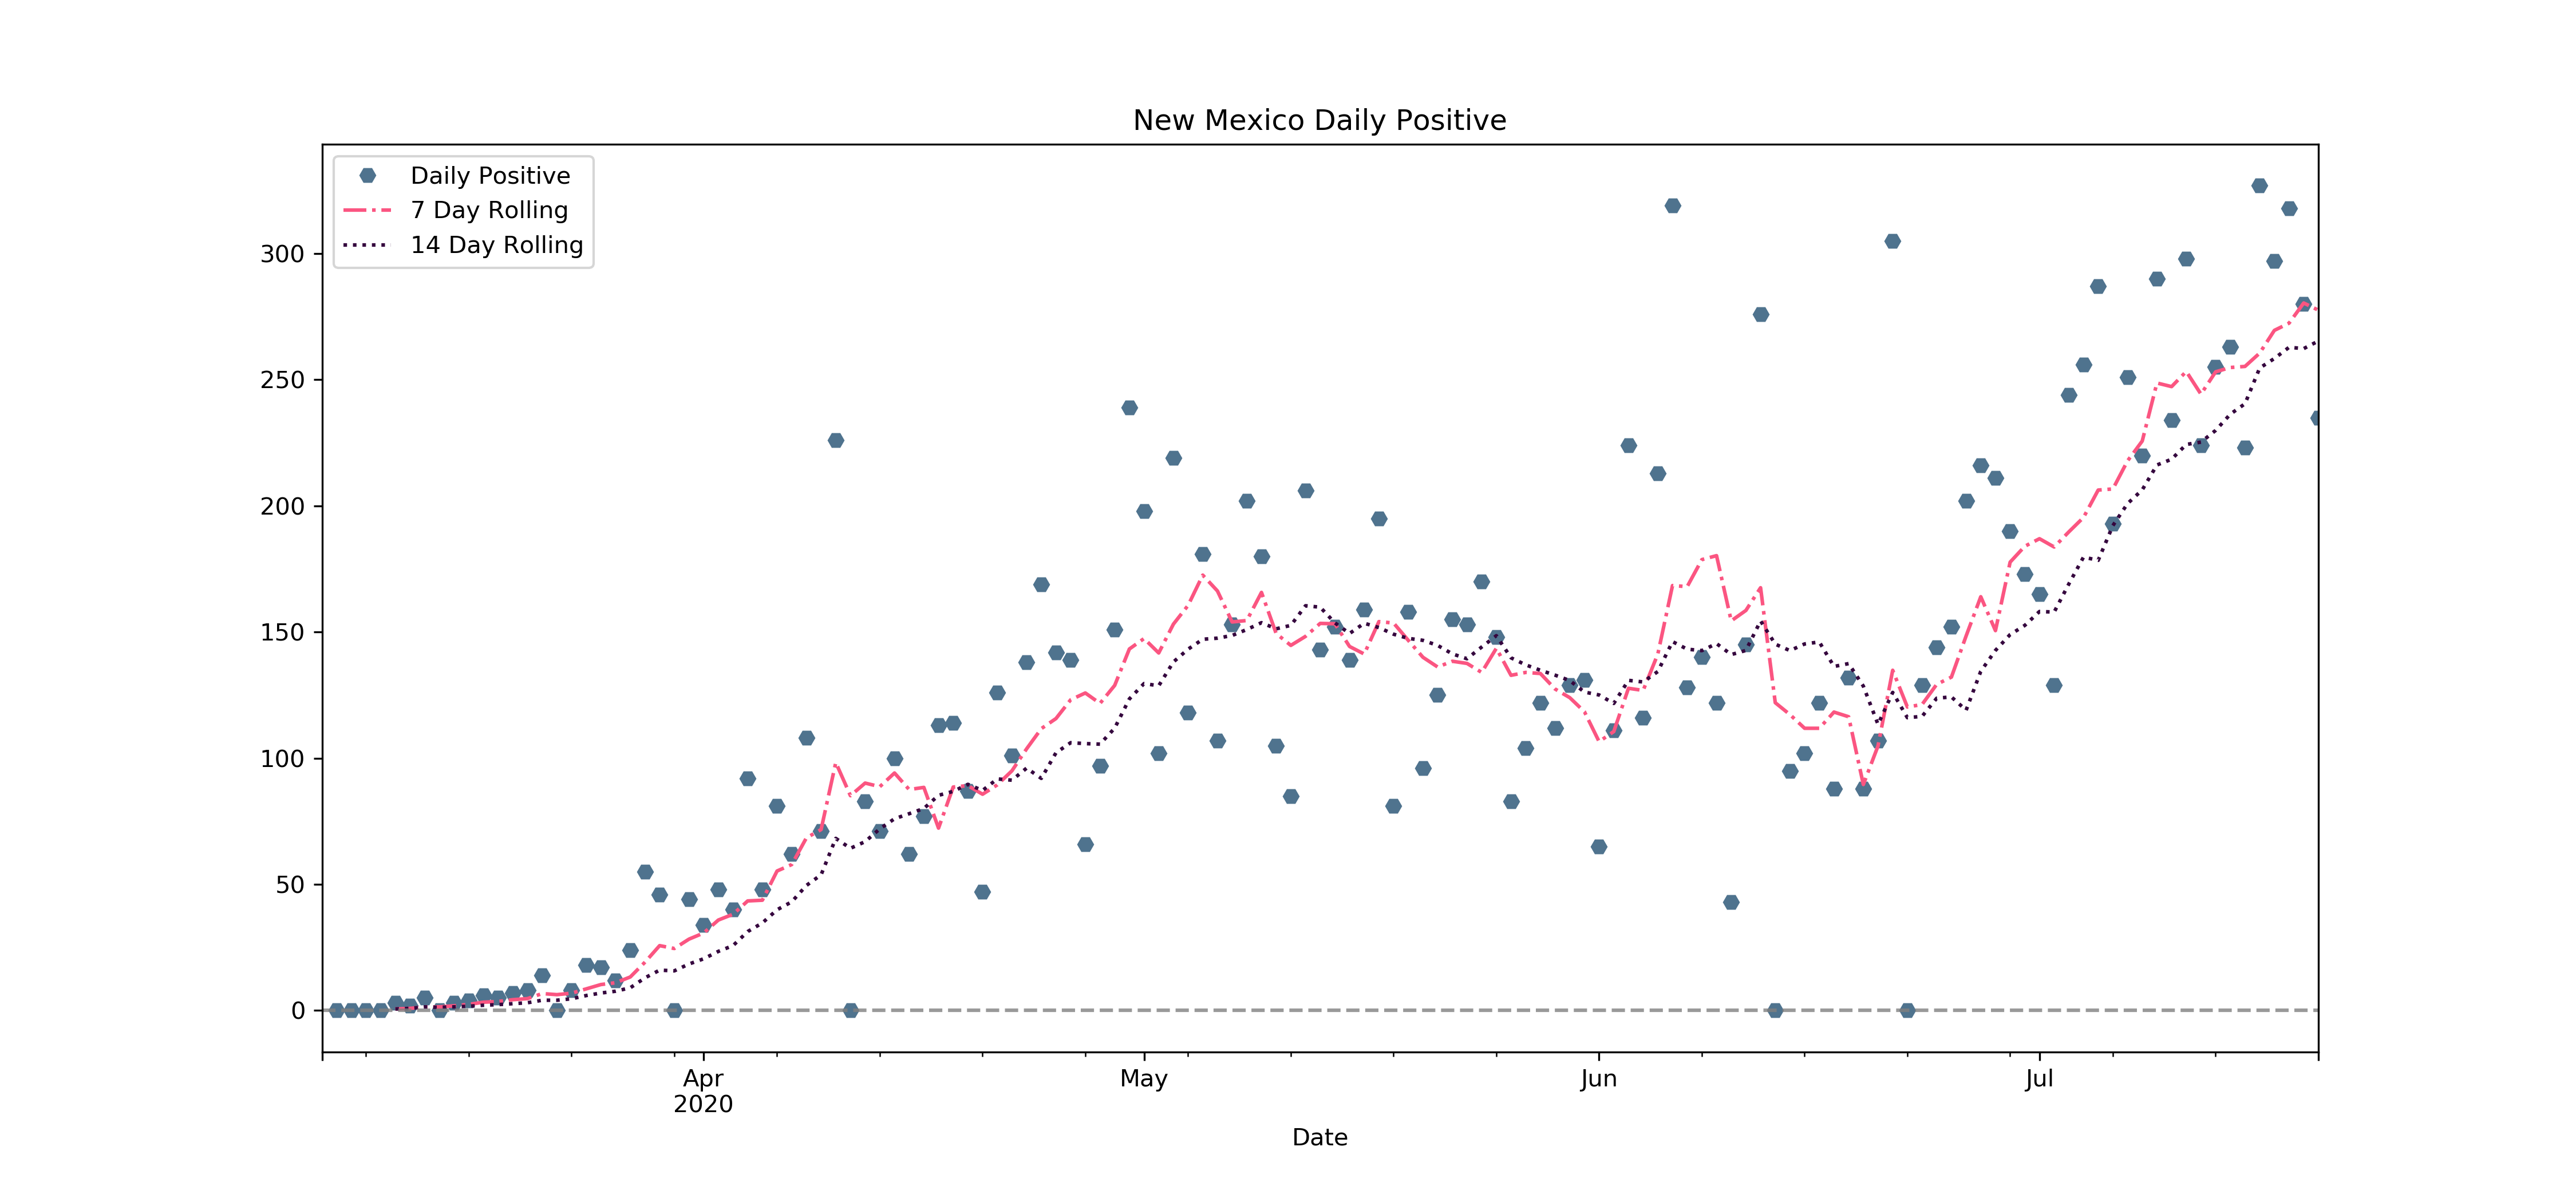 New Mexico Daily Positive
Daily Positive
7 Day Rolling
14 Day Rolling
300
250
200
150
100
50
0
Apr
2020
May
Jun
Jul
Date